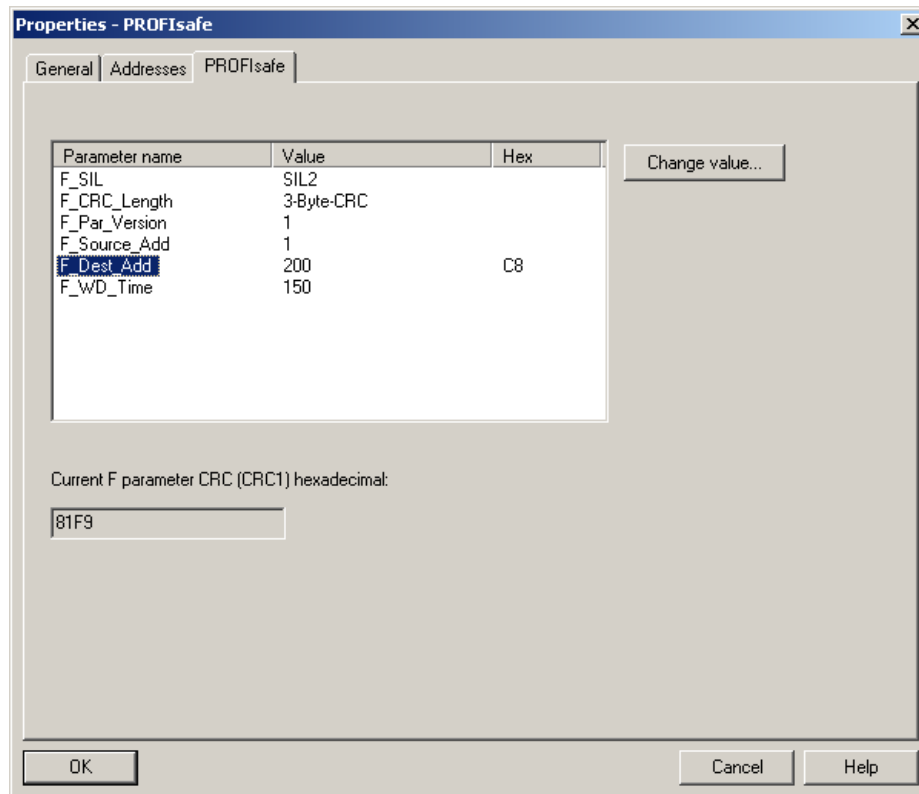 Properties - PROFIsafe
General Addresses PROFIsafe
Parameter name Value Hex
Change value...
F_SIL SIL2
F_CRC_Length 3-Byte-CRC
F_Par_Version 1
F_Source_Add 1
F_Dest_Add 200 C8
F_WD_Time 150
Current F parameter CRC (CRC1) hexadecimal:
81F9
OK Cancel Help